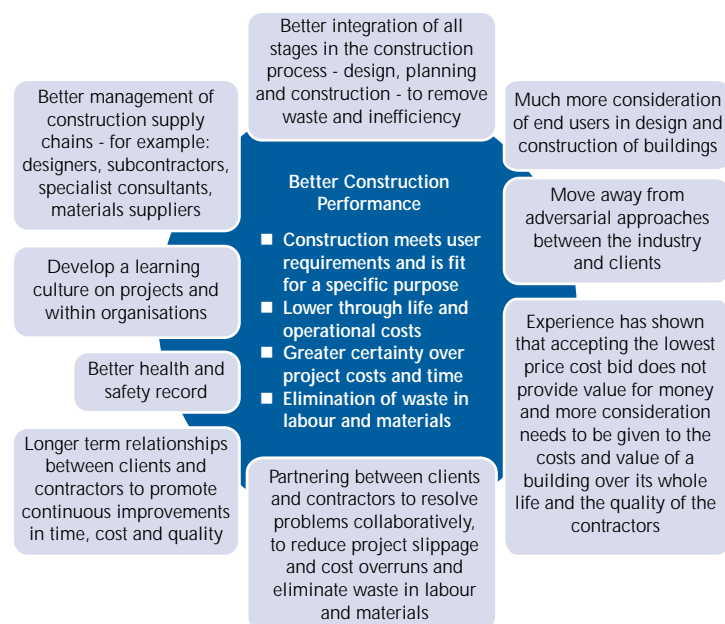 Better integration of all
stages in the construction
process - design, planning
and construction - to remove
waste and inefficiency
Better management of
construction supply
chains - for example:
designers, subcontractors,
specialist consultants,
materials suppliers
Much more consideration
of end users in design and
construction of buildings
Better Construction
Performance
■ Construction meets user
requirements and is fit
for a specific purpose
■ Lower through life and
operational costs
■ Greater certainty over
project costs and time
■ Elimination of waste in
labour and materials
Move away from
adversarial approaches
between the industry
and clients
Develop a learning
culture on projects and
within organisations
Experience has shown
that accepting the lowest
price cost bid does not
provide value for money
and more consideration
needs to be given to the
costs and value of a
building over its whole
life and the quality of the
contractors
Better health and
safety record
Longer term relationships
between clients and
contractors to promote
continuous improvements
in time, cost and quality
Partnering between clients
and contractors to resolve
problems collaboratively,
to reduce project slippage
and cost overruns and
eliminate waste in labour
and materials